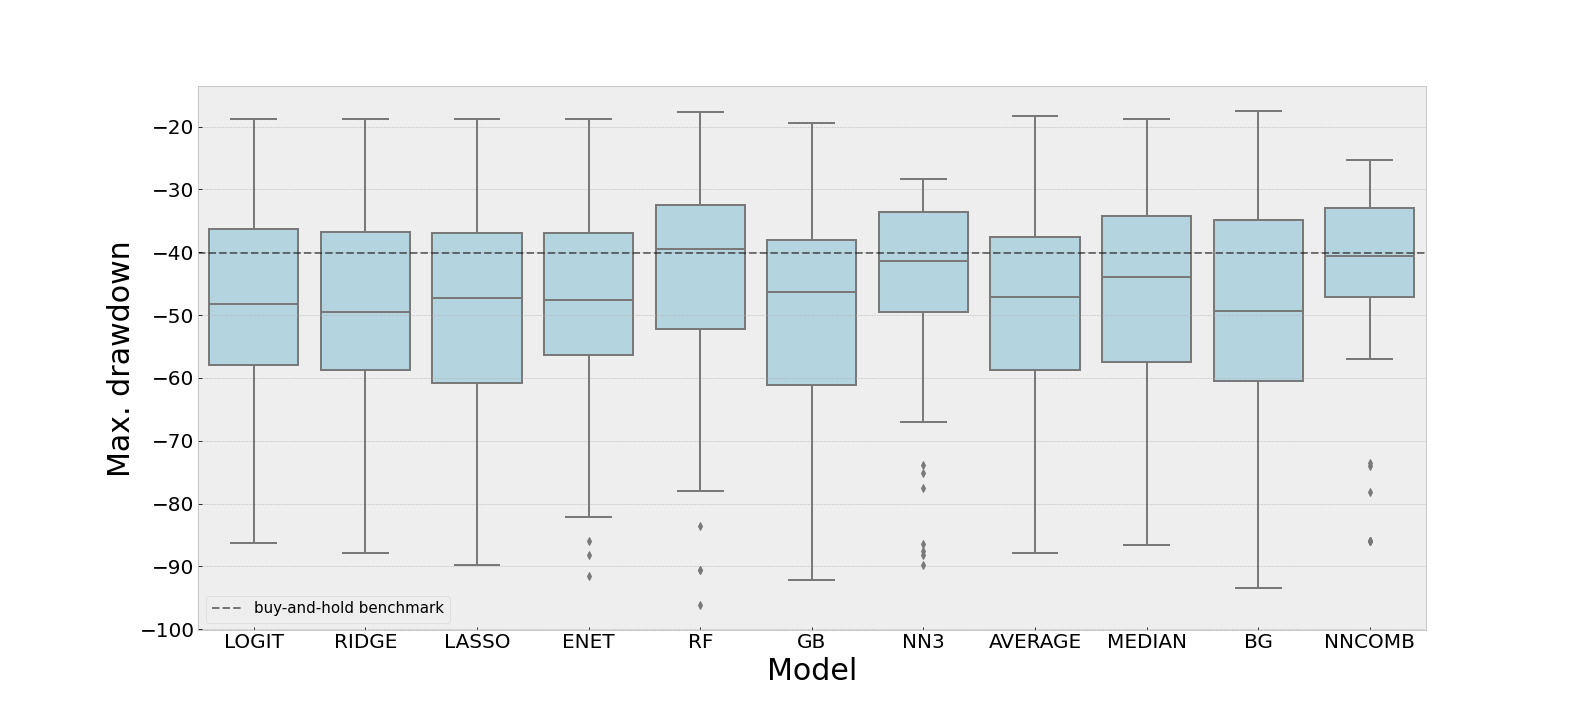 Max. drawdown
−20
−30
−40
−50
−60
−70
−80
−90
−100
buy-and-hold benchmark
LOGIT RIDGE LASSO ENET RF GB NN3 AVERAGE MEDIAN BG NNCOMB
Model